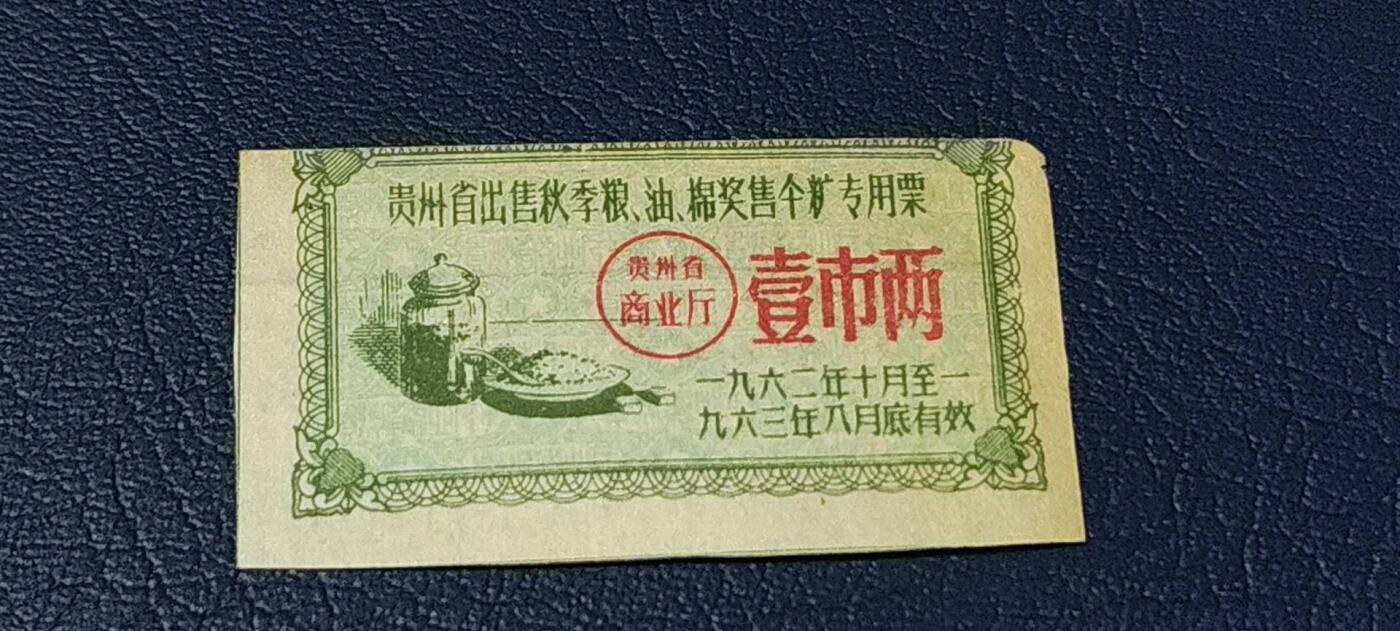 贵州省出售秋季粮、油、棉奖售食糖专用票
贵州省
商业厅
壹市两
一九六二年十月至一
九六三年八月底有效